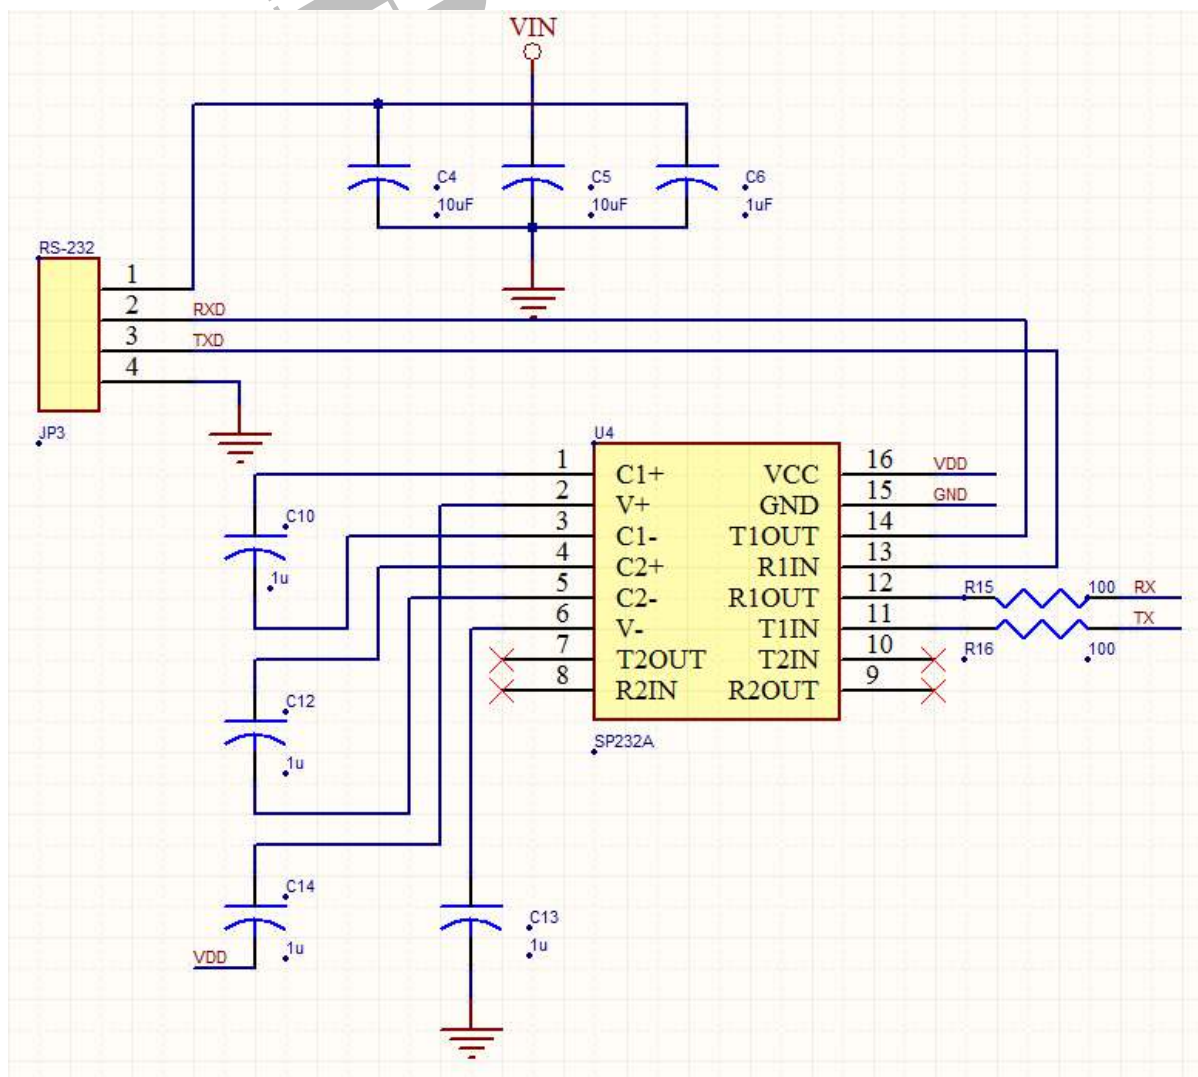 VIN
C4
10uF
C5
10uF
C6
1uF
RS-232
1
2
RXD
3
TXD
4
JP3
U4
1
C1+
VCC
16
VDD
2
V+
GND
15
GND
3
C1-
T1OUT
14
4
C2+
R1IN
13
5
C2-
R1OUT
12
R15
100
RX
6
V-
T1IN
11
TX
7
T2OUT
T2IN
10
R16
100
8
R2IN
R2OUT
9
SP232A
C10
1u
C12
1u
C14
1u
VDD
C13
1u